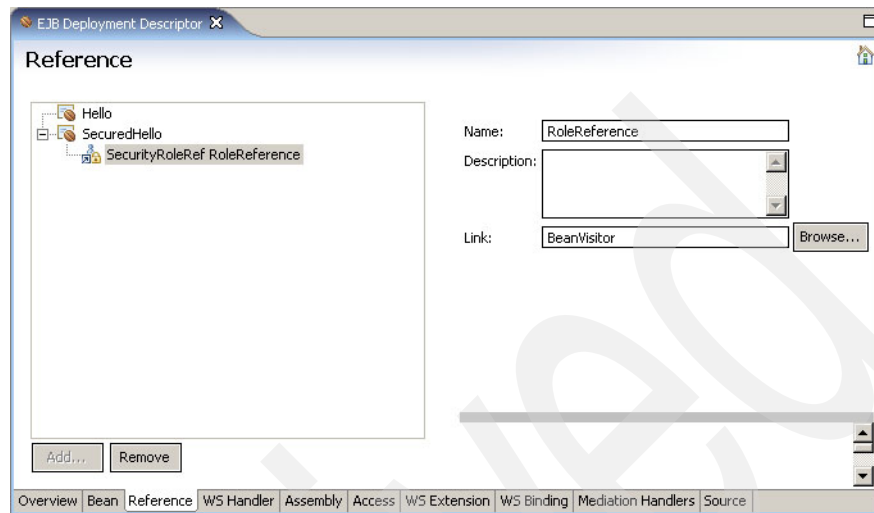 EJB Deployment Descriptor
Reference
Hello
SecuredHello
SecurityRoleRef RoleReference
Name: RoleReference
Description:
Link: BeanVisitor Browse...
Add... Remove
Overview Bean Reference WS Handler Assembly Access WS Extension WS Binding Mediation Handlers Source